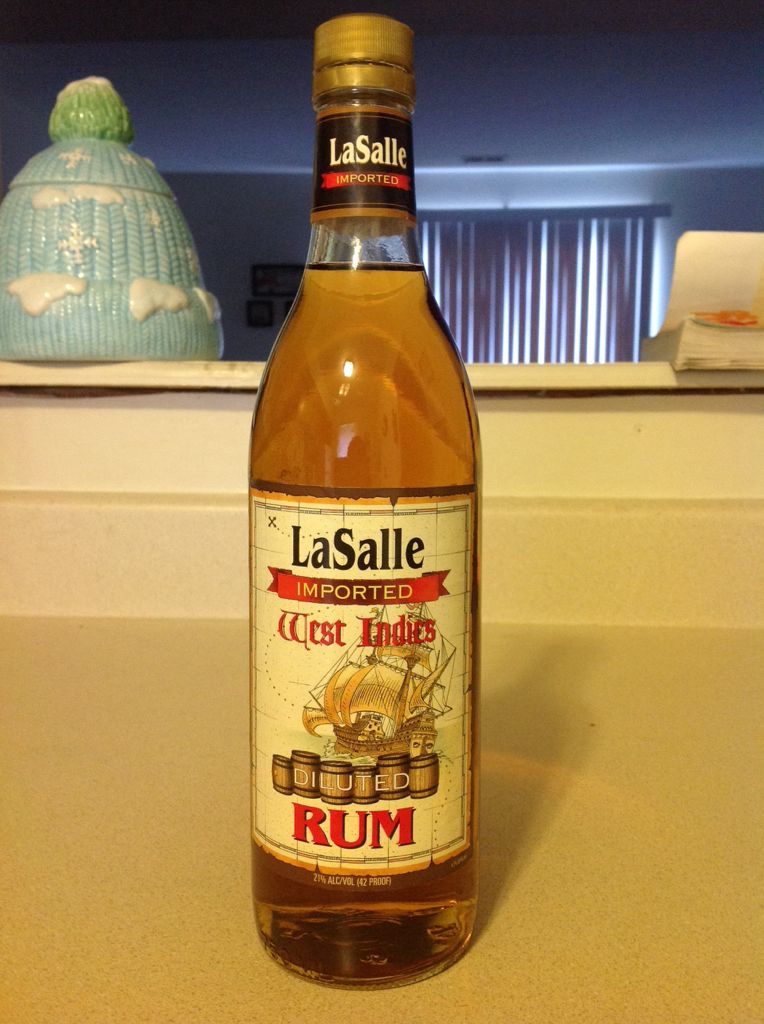 LaSalle
IMPORTED
LaSalle
IMPORTED
West Indies
DILUTED
RUM
21% ALC/VOL (42 PROOF)